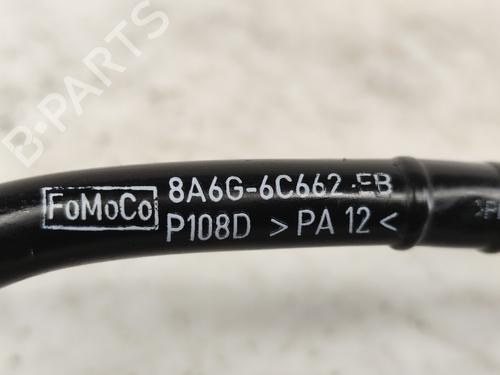 B-PARTS
FoMoCo
8A6G-6C662-EB
P108D >PA 12<